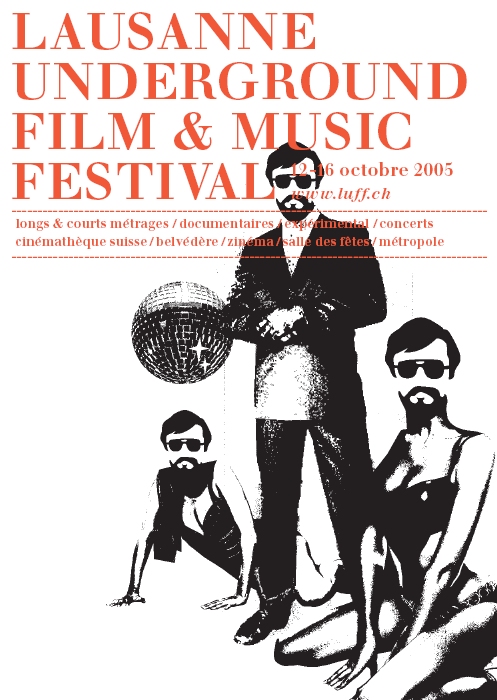 LAUSANNE
UNDERGROUND
FILM & MUSIC
FESTIVAL
12-16 octobre 2005
www.luff.ch
longs & courts métrages / documentaires / expérimental / concerts
cinémathèque suisse / belvédère / zinéma / salle des fêtes / métropole